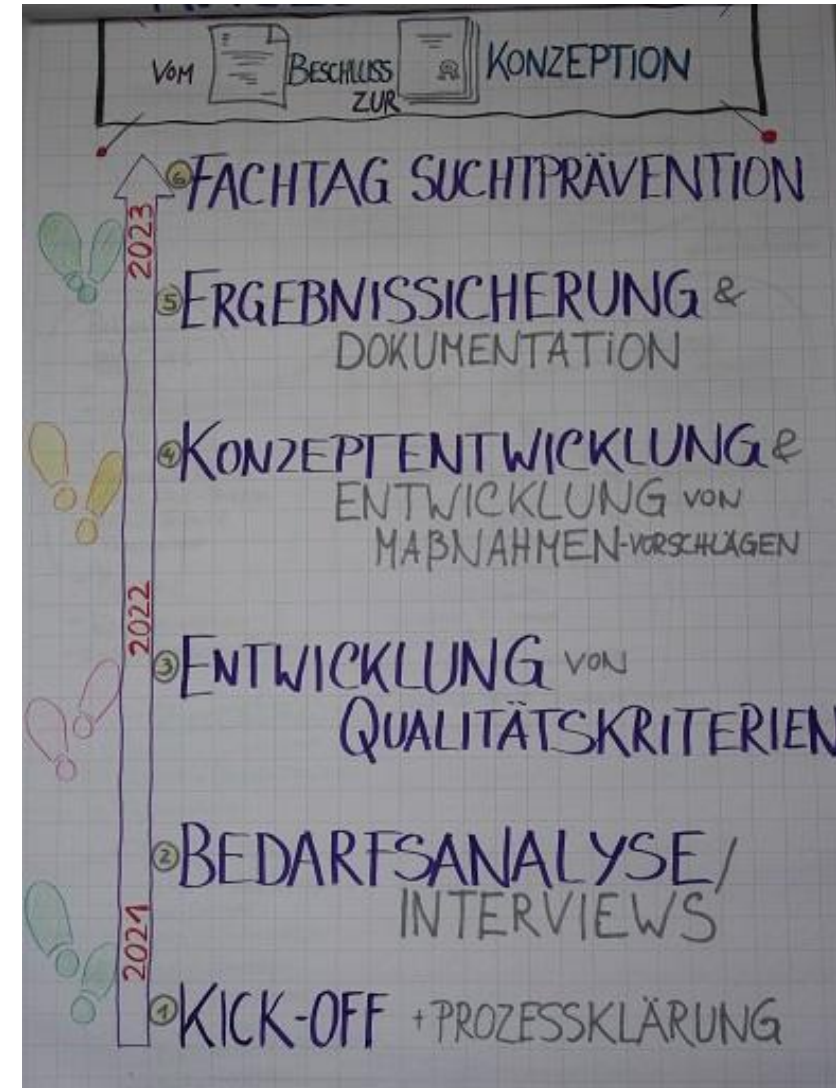 VOM BESCHLUSS KONZEPTION
ZUR
⑥ FACHTAG SUCHTPRÄVENTION
2023
⑤ ERGEBNISSICHERUNG &
DOKUMENTATION
④ KONZEPTENTWICKLUNG &
ENTWICKLUNG VON
MAßNAHMEN-VORSCHLÄGEN
2022
③ ENTWICKLUNG VON
QUALITÄTSKRITERIEN
② BEDARFSANALYSE/
INTERVIEWS
2021
① KICK-OFF + PROZESSKLÄRUNG